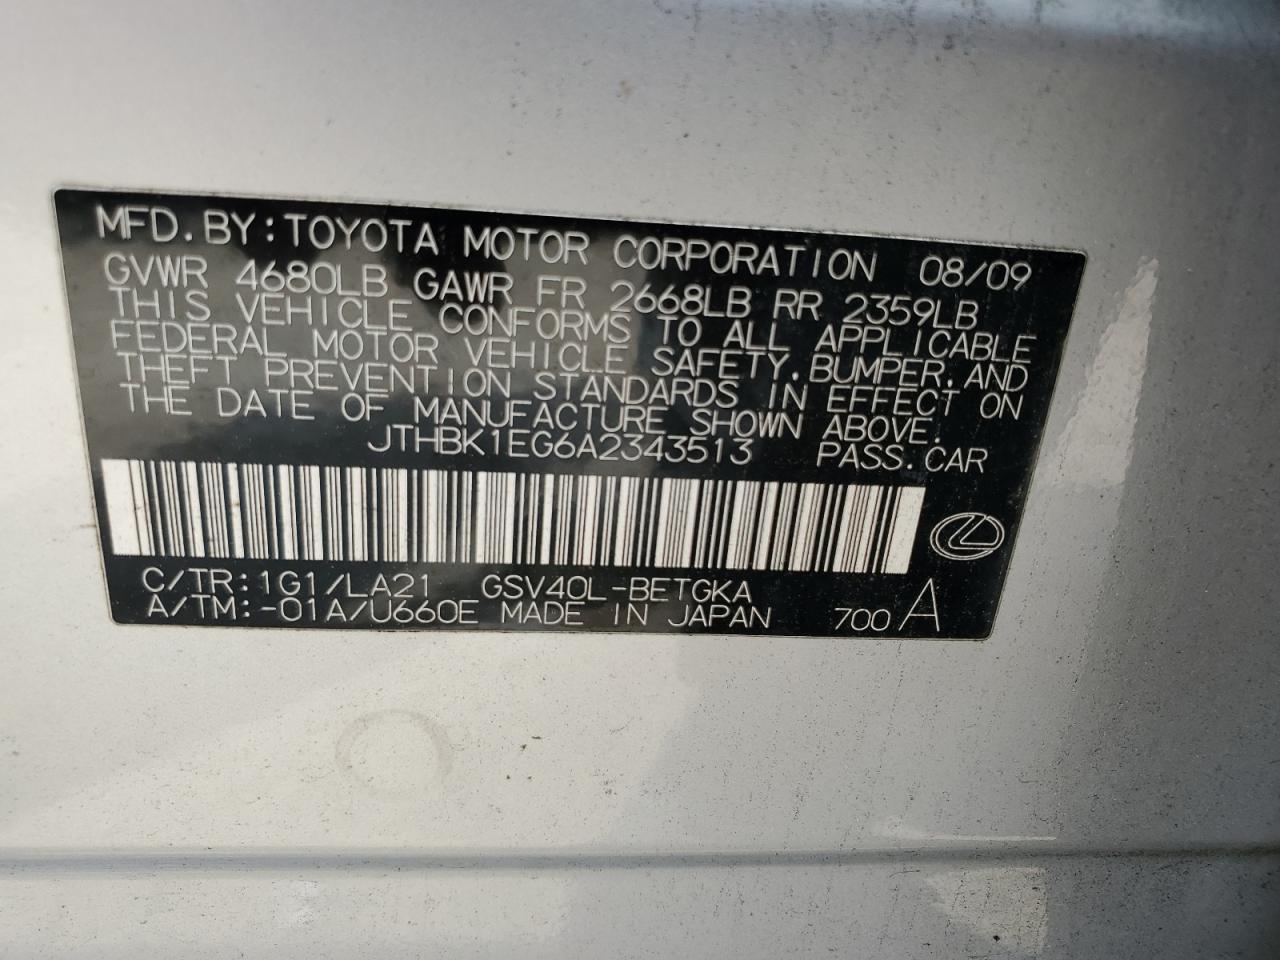 MFD. BY: TOYOTA MOTOR CORPORATION 08/09
GVWR 4680LB GAWR FR 2668LB RR 2359LB
THIS VEHICLE CONFORMS TO ALL APPLICABLE
FEDERAL MOTOR VEHICLE SAFETY, BUMPER, AND
THEFT PREVENTION STANDARDS IN EFFECT ON
THE DATE OF MANUFACTURE SHOWN ABOVE.
JTHBK1EG6A2343513 PASS. CAR
C/TR: 1G1/LA21 GSV40L-BETGKA
A/TM: -01A/U660E MADE IN JAPAN 700 A